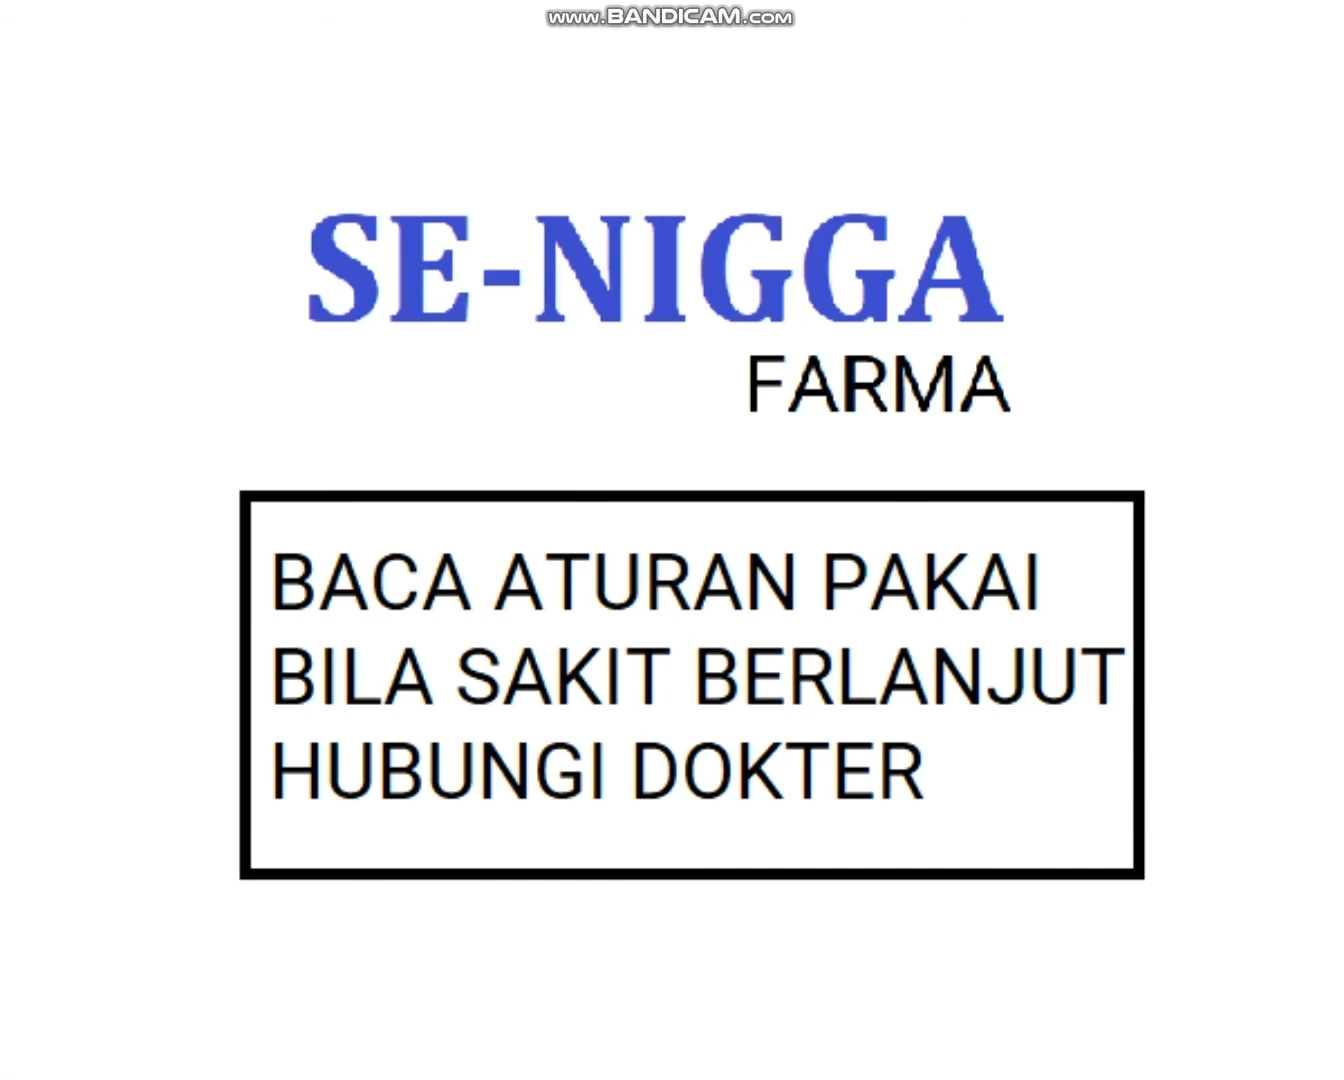 www.BANDICAM.com
SE-NIGGA
FARMA
BACA ATURAN PAKAI
BILA SAKIT BERLANJUT
HUBUNGI DOKTER